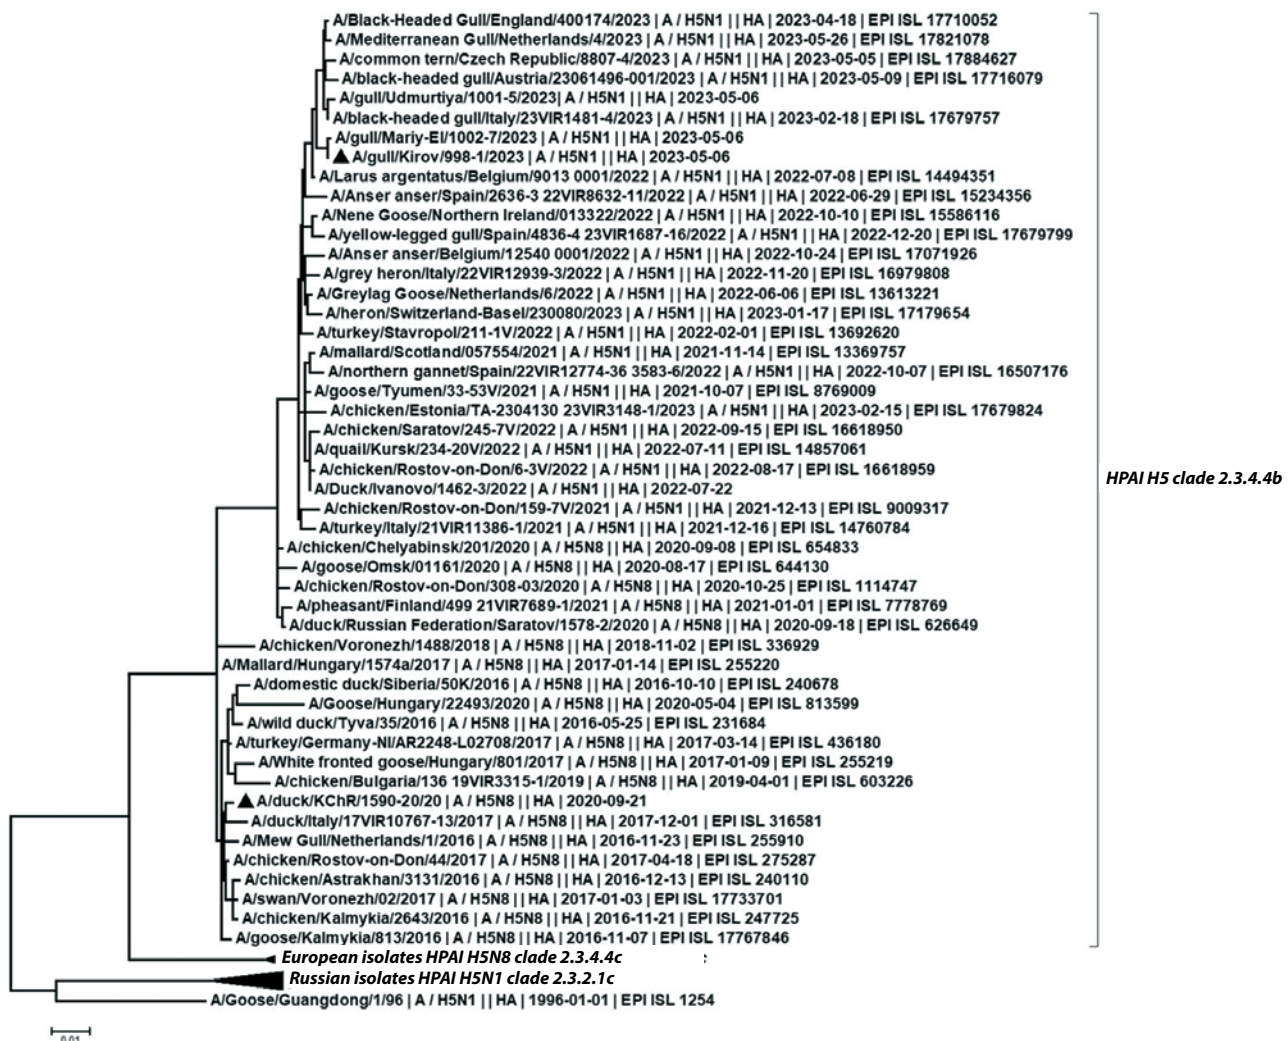 A/Black-Headed Gull/England/400174/2023 | A / H5N1 || HA | 2023-04-18 | EPI ISL 17710052
A/Mediterranean Gull/Netherlands/4/2023 | A / H5N1 || HA | 2023-05-26 | EPI ISL 17821078
A/common tern/Czech Republic/8807-4/2023 | A / H5N1 || HA | 2023-05-05 | EPI ISL 17884627
A/black-headed gull/Austria/23061496-001/2023 | A / H5N1 || HA | 2023-05-09 | EPI ISL 17716079
A/gull/Udmurtiya/1001-5/2023| A / H5N1 || HA | 2023-05-06
A/black-headed gull/Italy/23VIR1481-4/2023 | A / H5N1 || HA | 2023-02-18 | EPI ISL 17679757
A/gull/Mariy-El/1002-7/2023 | A / H5N1 || HA | 2023-05-06
A/gull/Kirov/998-1/2023 | A / H5N1 || HA | 2023-05-06
A/Larus argentatus/Belgium/9013 0001/2022 | A / H5N1 || HA | 2022-07-08 | EPI ISL 14494351
A/Anser anser/Spain/2636-3 22VIR8632-11/2022 | A / H5N1 || HA | 2022-06-29 | EPI ISL 15234356
A/Nene Goose/Northern Ireland/013322/2022 | A / H5N1 || HA | 2022-10-10 | EPI ISL 15586116
A/yellow-legged gull/Spain/4836-4 23VIR1687-16/2022 | A / H5N1 || HA | 2022-12-20 | EPI ISL 17679799
A/Anser anser/Belgium/12540 0001/2022 | A / H5N1 || HA | 2022-10-24 | EPI ISL 17071926
A/grey heron/Italy/22VIR12939-3/2022 | A / H5N1 || HA | 2022-11-20 | EPI ISL 16979808
A/Greylag Goose/Netherlands/6/2022 | A / H5N1 || HA | 2022-06-06 | EPI ISL 13613221
A/heron/Switzerland-Basel/230080/2023 | A / H5N1 || HA | 2023-01-17 | EPI ISL 17179654
A/turkey/Stavropol/211-1V/2022 | A / H5N1 || HA | 2022-02-01 | EPI ISL 13692620
A/mallard/Scotland/057554/2021 | A / H5N1 || HA | 2021-11-14 | EPI ISL 13369757
A/northern gannet/Spain/22VIR12774-36 3583-6/2022 | A / H5N1 || HA | 2022-10-07 | EPI ISL 16507176
A/goose/Tyumen/33-53V/2021 | A / H5N1 || HA | 2021-10-07 | EPI ISL 8769009
A/chicken/Estonia/TA-2304130 23VIR3148-1/2023 | A / H5N1 || HA | 2023-02-15 | EPI ISL 17679824
A/chicken/Saratov/245-7V/2022 | A / H5N1 || HA | 2022-09-15 | EPI ISL 16618950
A/quail/Kursk/234-20V/2022 | A / H5N1 || HA | 2022-07-11 | EPI ISL 14857061
A/chicken/Rostov-on-Don/6-3V/2022 | A / H5N1 || HA | 2022-08-17 | EPI ISL 16618959
HPAI H5 clade 2.3.4.4b
A/Duck/Ivanovo/1462-3/2022 | A / H5N1 || HA | 2022-07-22
A/chicken/Rostov-on-Don/159-7V/2021 | A / H5N1 || HA | 2021-12-13 | EPI ISL 9009317
A/turkey/Italy/21VIR11386-1/2021 | A / H5N1 || HA | 2021-12-16 | EPI ISL 14760784
A/chicken/Chelyabinsk/201/2020 | A / H5N8 || HA | 2020-09-08 | EPI ISL 654833
A/goose/Omsk/01161/2020 | A / H5N8 || HA | 2020-08-17 | EPI ISL 644130
A/chicken/Rostov-on-Don/308-03/2020 | A / H5N8 || HA | 2020-10-25 | EPI ISL 1114747
A/pheasant/Finland/499 21VIR7689-1/2021 | A / H5N8 || HA | 2021-01-01 | EPI ISL 7778769
A/duck/Russian Federation/Saratov/1578-2/2020 | A / H5N8 || HA | 2020-09-18 | EPI ISL 626649
A/chicken/Voronezh/1488/2018 | A / H5N8 || HA | 2018-11-02 | EPI ISL 336929
A/Mallard/Hungary/1574a/2017 | A / H5N8 || HA | 2017-01-14 | EPI ISL 255220
A/domestic duck/Siberia/50K/2016 | A / H5N8 || HA | 2016-10-10 | EPI ISL 240678
A/Goose/Hungary/22493/2020 | A / H5N8 || HA | 2020-05-04 | EPI ISL 813599
A/wild duck/Tyva/35/2016 | A / H5N8 || HA | 2016-05-25 | EPI ISL 231684
A/turkey/Germany-NI/AR2248-L02708/2017 | A / H5N8 || HA | 2017-03-14 | EPI ISL 436180
A/White fronted goose/Hungary/801/2017 | A / H5N8 || HA | 2017-01-09 | EPI ISL 255219
A/chicken/Bulgaria/136 19VIR3315-1/2019 | A / H5N8 || HA | 2019-04-01 | EPI ISL 603226
A/duck/KChR/1590-20/20 | A / H5N8 || HA | 2020-09-21
A/duck/Italy/17VIR10767-13/2017 | A / H5N8 || HA | 2017-12-01 | EPI ISL 316581
A/Mew Gull/Netherlands/1/2016 | A / H5N8 || HA | 2016-11-23 | EPI ISL 255910
A/chicken/Rostov-on-Don/44/2017 | A / H5N8 || HA | 2017-04-18 | EPI ISL 275287
A/chicken/Astrakhan/3131/2016 | A / H5N8 || HA | 2016-12-13 | EPI ISL 240110
A/swan/Voronezh/02/2017 | A / H5N8 || HA | 2017-01-03 | EPI ISL 17733701
A/chicken/Kalmykia/2643/2016 | A / H5N8 || HA | 2016-11-21 | EPI ISL 247725
A/goose/Kalmykia/813/2016 | A / H5N8 || HA | 2016-11-07 | EPI ISL 17767846
European isolates HPAI H5N8 clade 2.3.4.4c
Russian isolates HPAI H5N1 clade 2.3.2.1c
A/Goose/Guangdong/1/96 | A / H5N1 || HA | 1996-01-01 | EPI ISL 1254
0.01